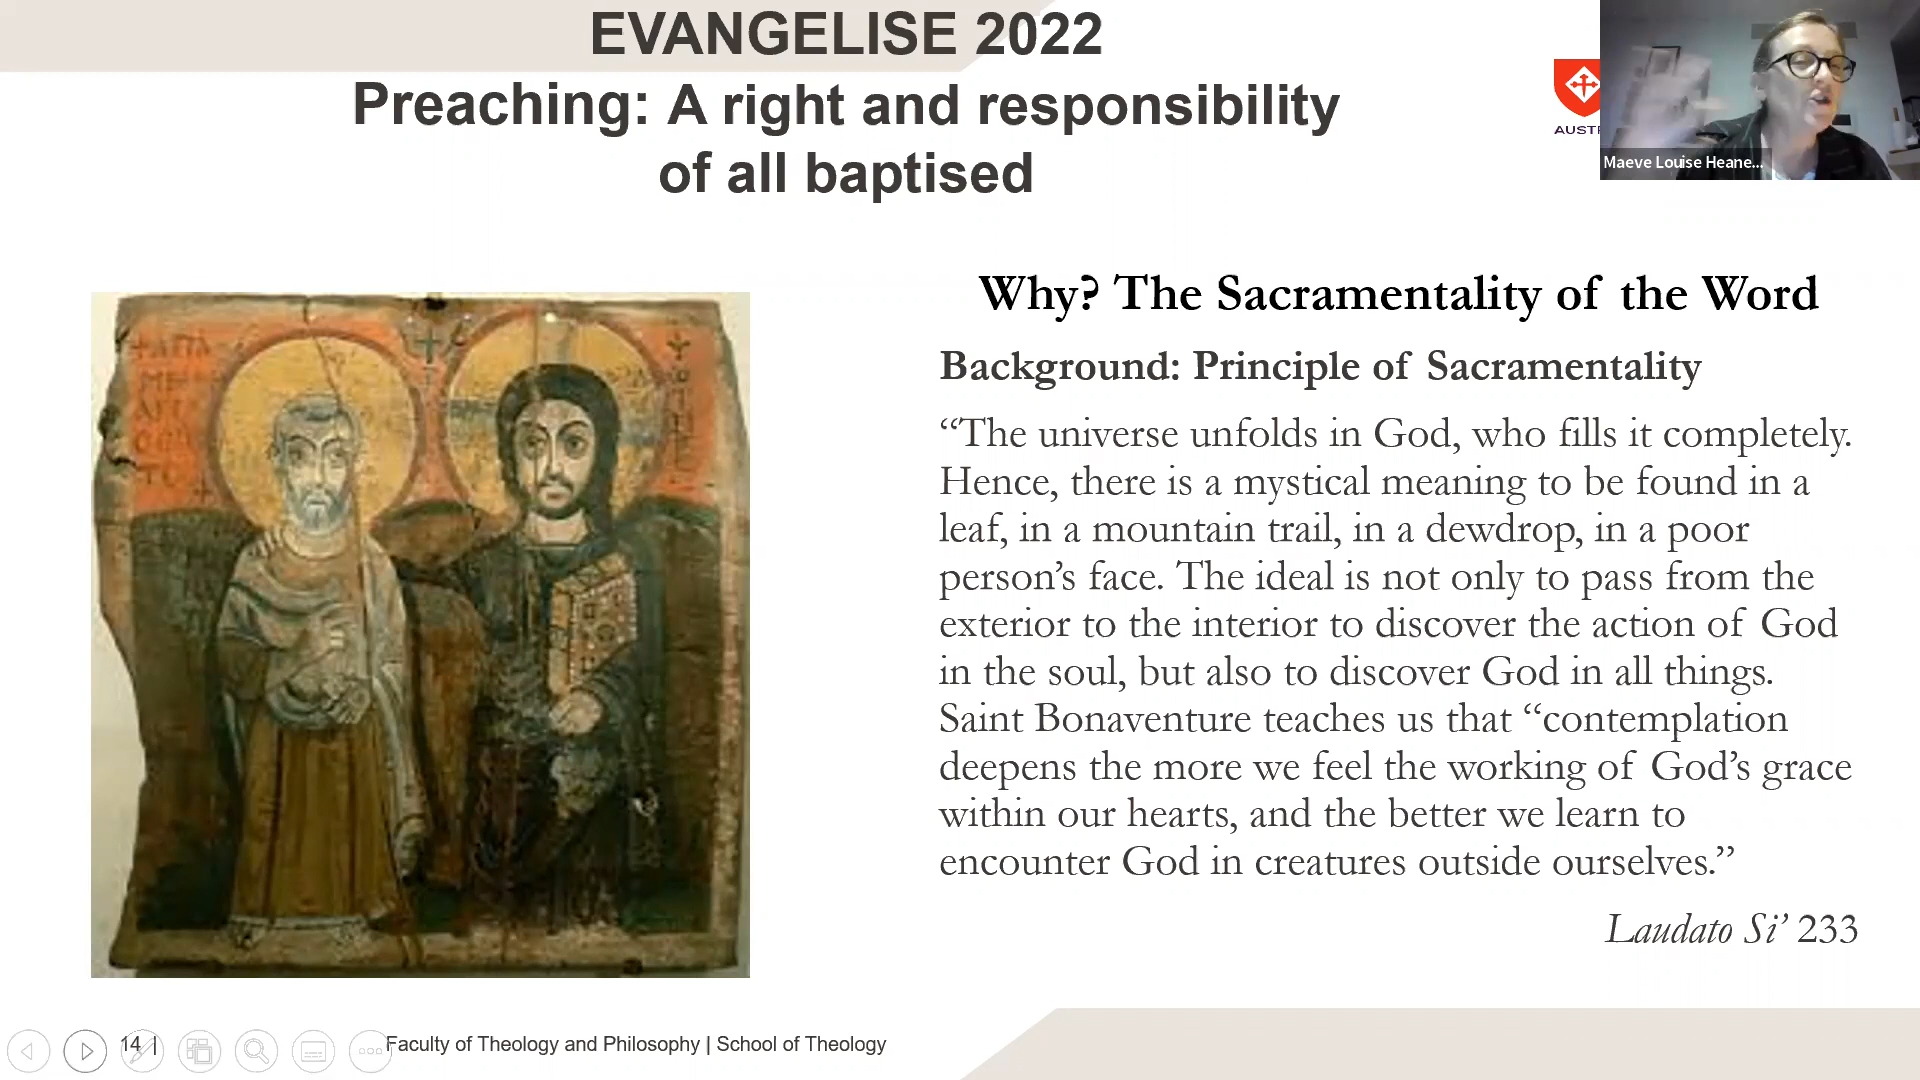 EVANGELISE 2022
Preaching: A right and responsibility
of all baptised
AUST
Maeve Louise Heane...
Why? The Sacramentality of the Word
Background: Principle of Sacramentality
“The universe unfolds in God, who fills it completely.
Hence, there is a mystical meaning to be found in a
leaf, in a mountain trail, in a dewdrop, in a poor
person’s face. The ideal is not only to pass from the
exterior to the interior to discover the action of God
in the soul, but also to discover God in all things.
Saint Bonaventure teaches us that “contemplation
deepens the more we feel the working of God’s grace
within our hearts, and the better we learn to
encounter God in creatures outside ourselves.”
Laudato Si’ 233
14 |
Faculty of Theology and Philosophy | School of Theology